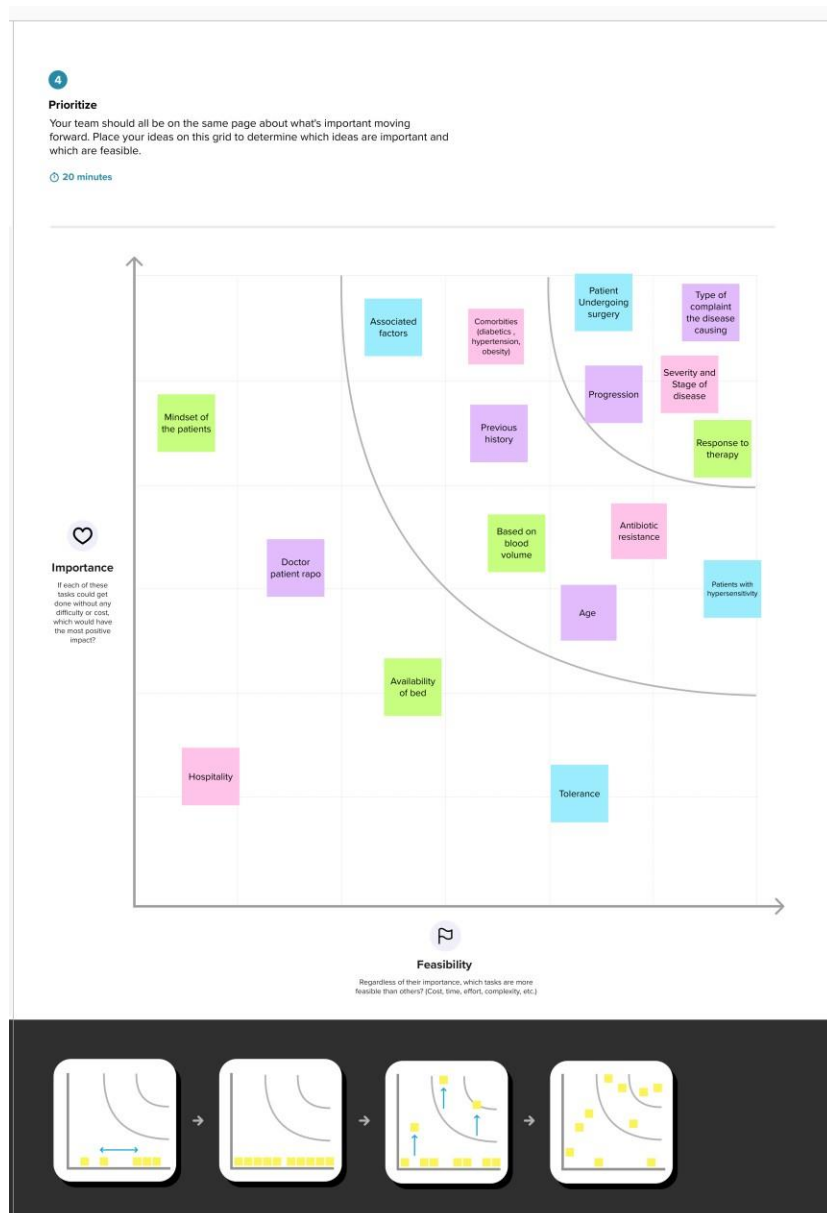 4
Prioritize
Your team should all be on the same page about what's important moving
forward. Place your ideas on this grid to determine which ideas are important and
which are feasible.
20 minutes
Patient
Undergoing
surgery
Type of
complaint
the disease
causing
Associated
factors
Comorbities
(diabetics ,
hypertension,
obesity)
Progression
Severity and
Stage of
disease
Mindset of
the patients
Previous
history
Response to
therapy
Based on
blood
volume
Antibiotic
resistance
Importance
If each of these
tasks could get
done without any
difficulty or cost,
which would have
the most positive
impact?
Doctor
patient rapo
Patients with
hypersensitivity
Age
Availability
of bed
Hospitality
Tolerance
Feasibility
Regardless of their importance, which tasks are more
feasible than others? (Cost, time, effort, complexity, etc.)